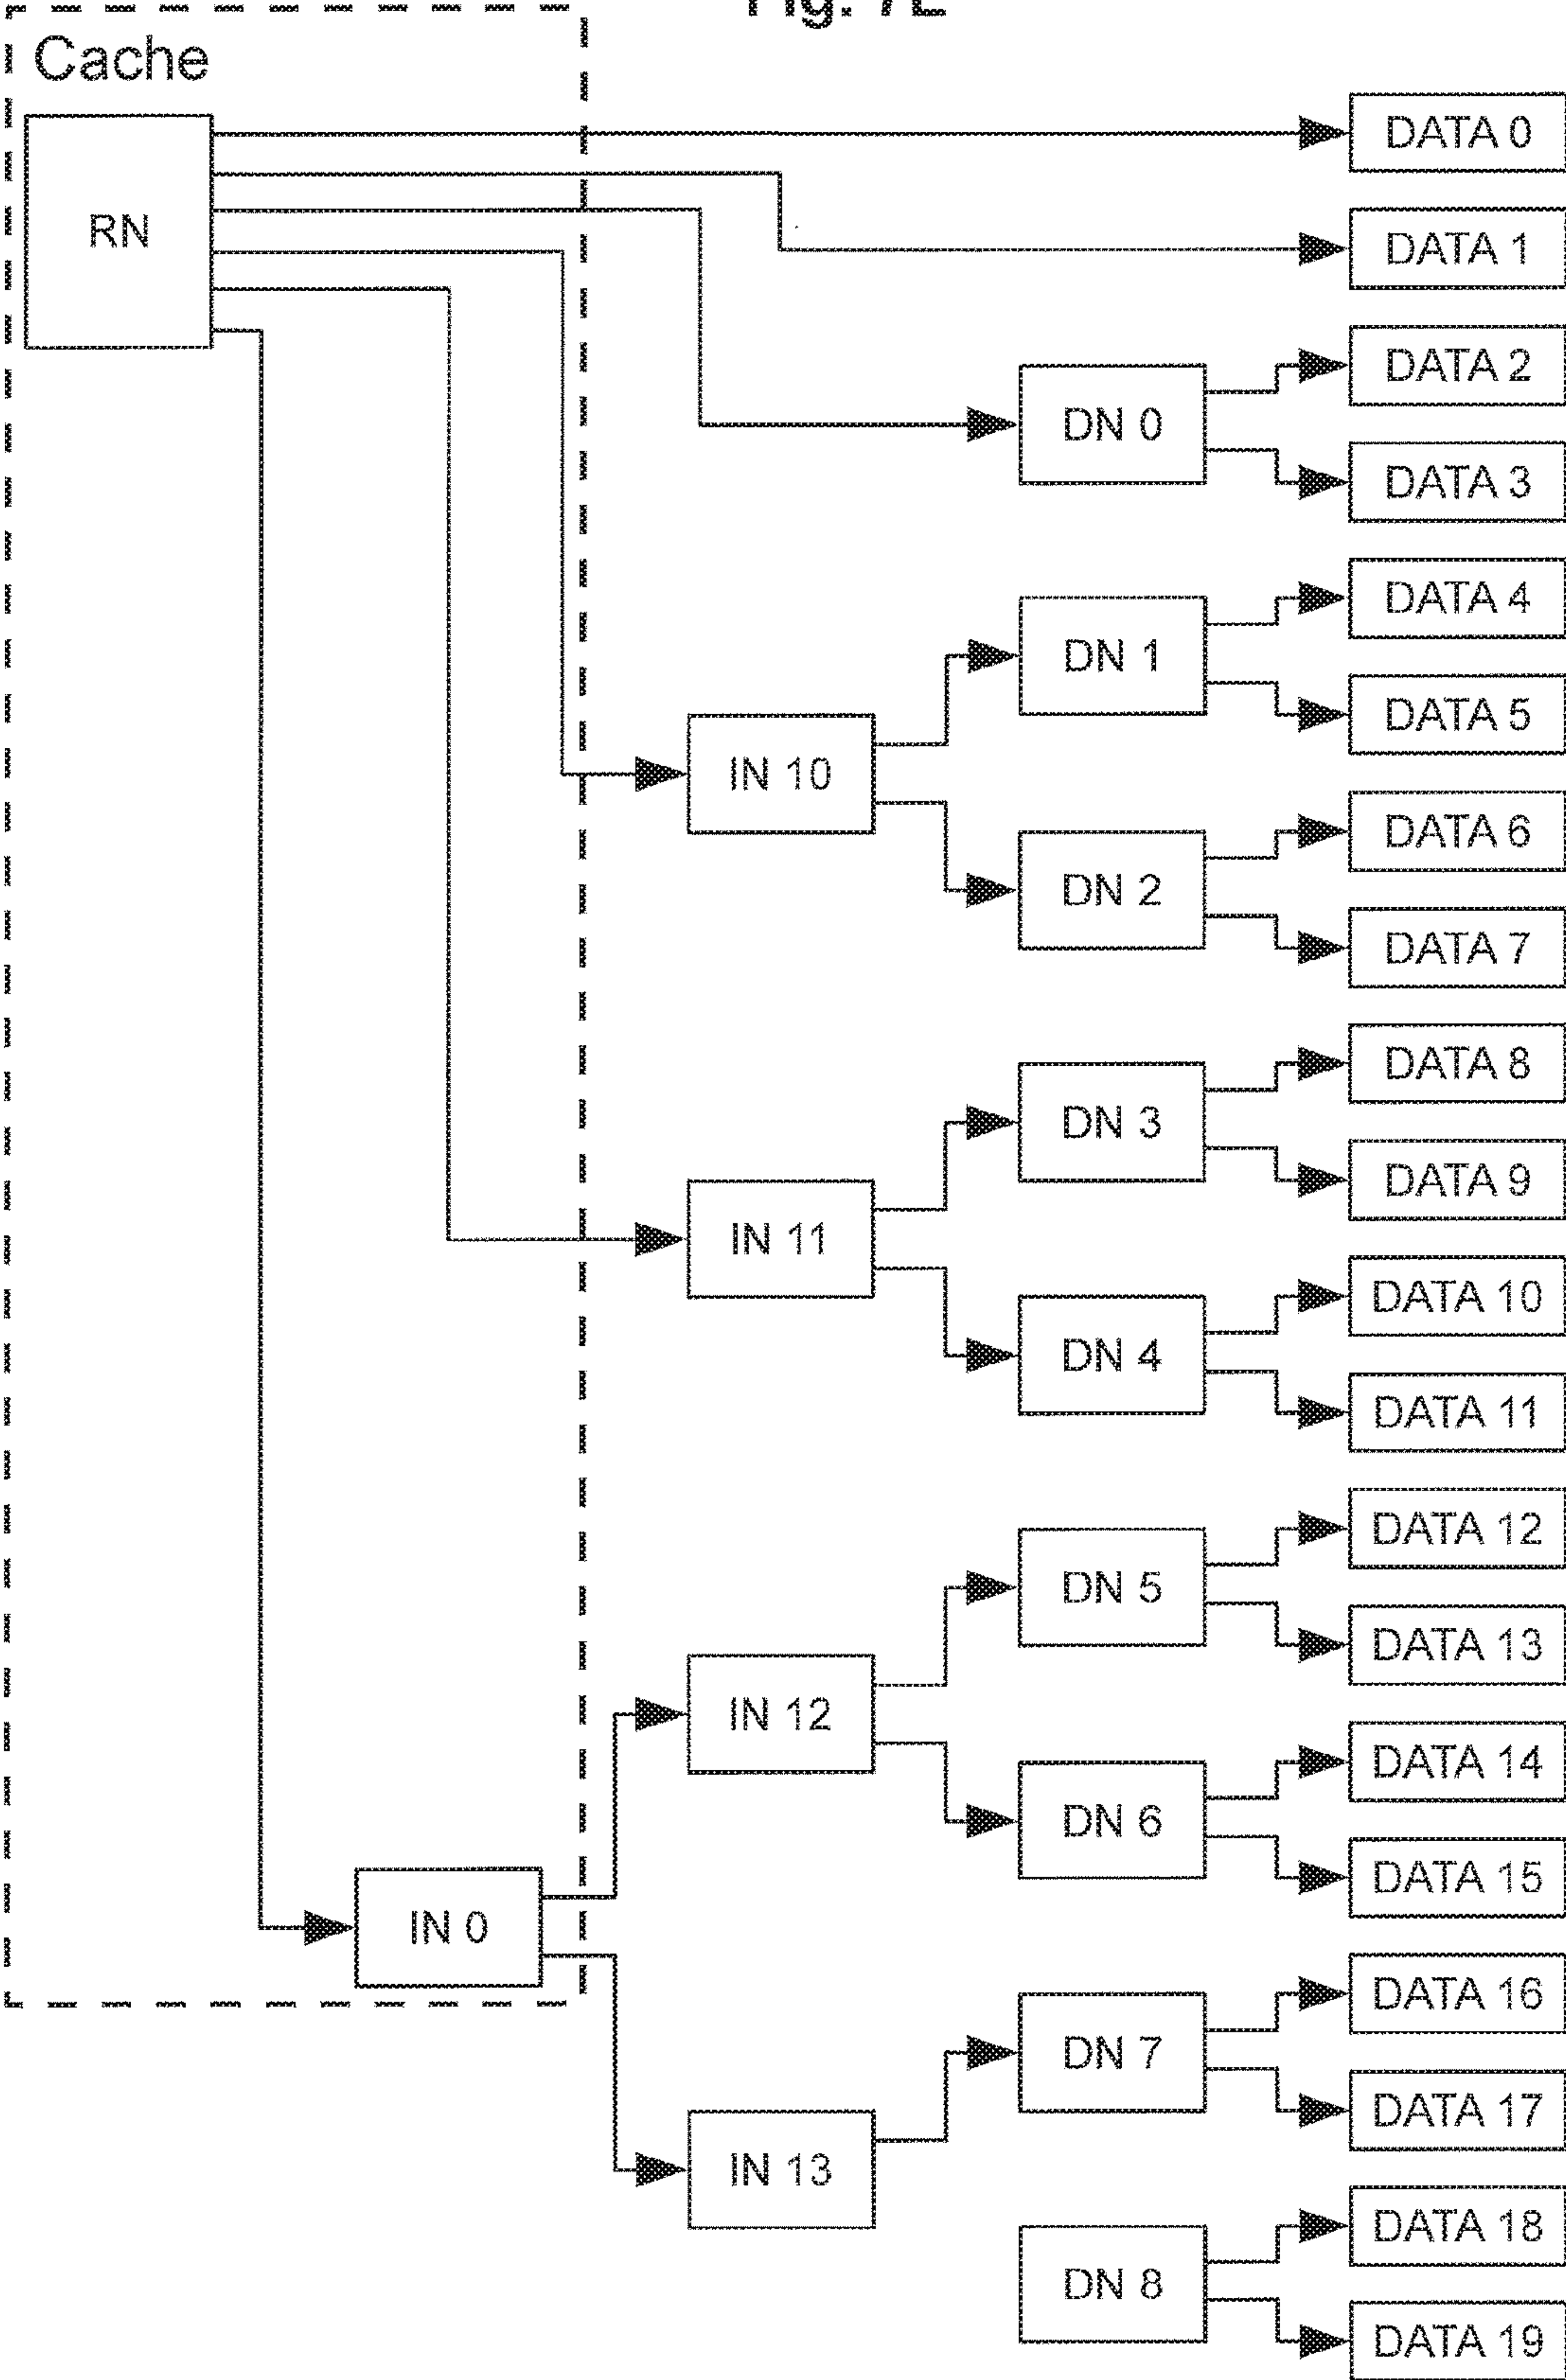 Cache
RN
DATA 0
DATA 1
DATA 2
DN 0
DATA 3
DATA 4
DN 1
DATA 5
IN 10
DATA 6
DN 2
DATA 7
DATA 8
DN 3
DATA 9
IN 11
DATA 10
DN 4
DATA 11
DATA 12
DN 5
DATA 13
IN 12
DATA 14
DN 6
DATA 15
IN 0
DATA 16
DN 7
DATA 17
IN 13
DATA 18
DN 8
DATA 19